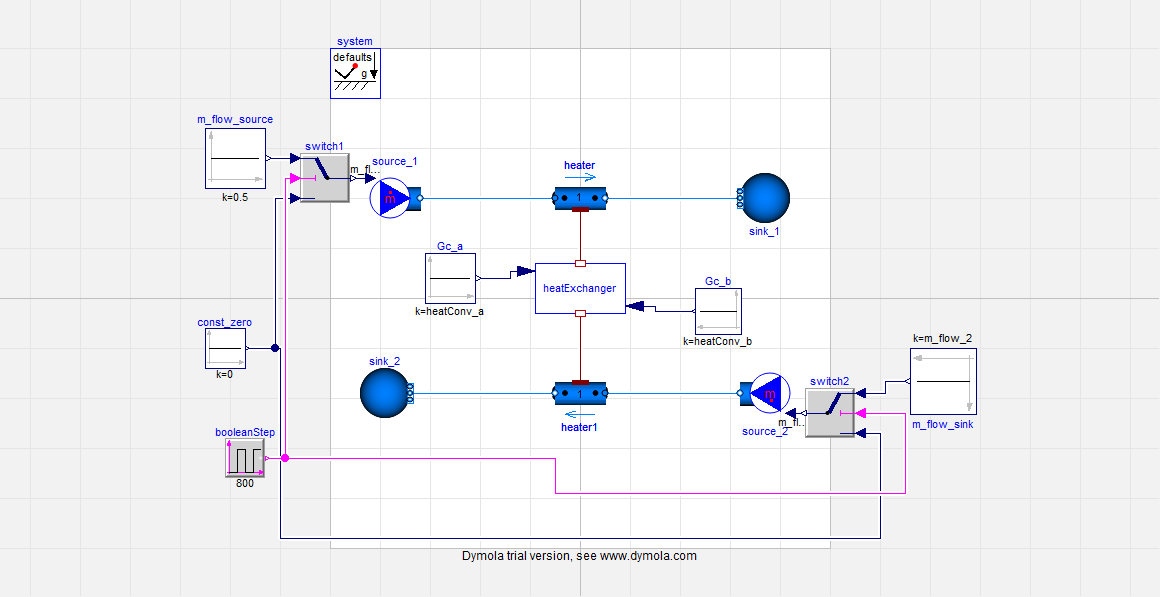 system
defaults
g
m_flow_source
k=0.5
switch1
m_fl...
source_1
ṁ
heater
1
sink_1
Gc_a
k=heatConv_a
heatExchanger
Gc_b
k=heatConv_b
const_zero
k=0
sink_2
1
heater1
ṁ
source_2
m_fl...
switch2
k=m_flow_2
m_flow_sink
booleanStep
800
Dymola trial version, see www.dymola.com